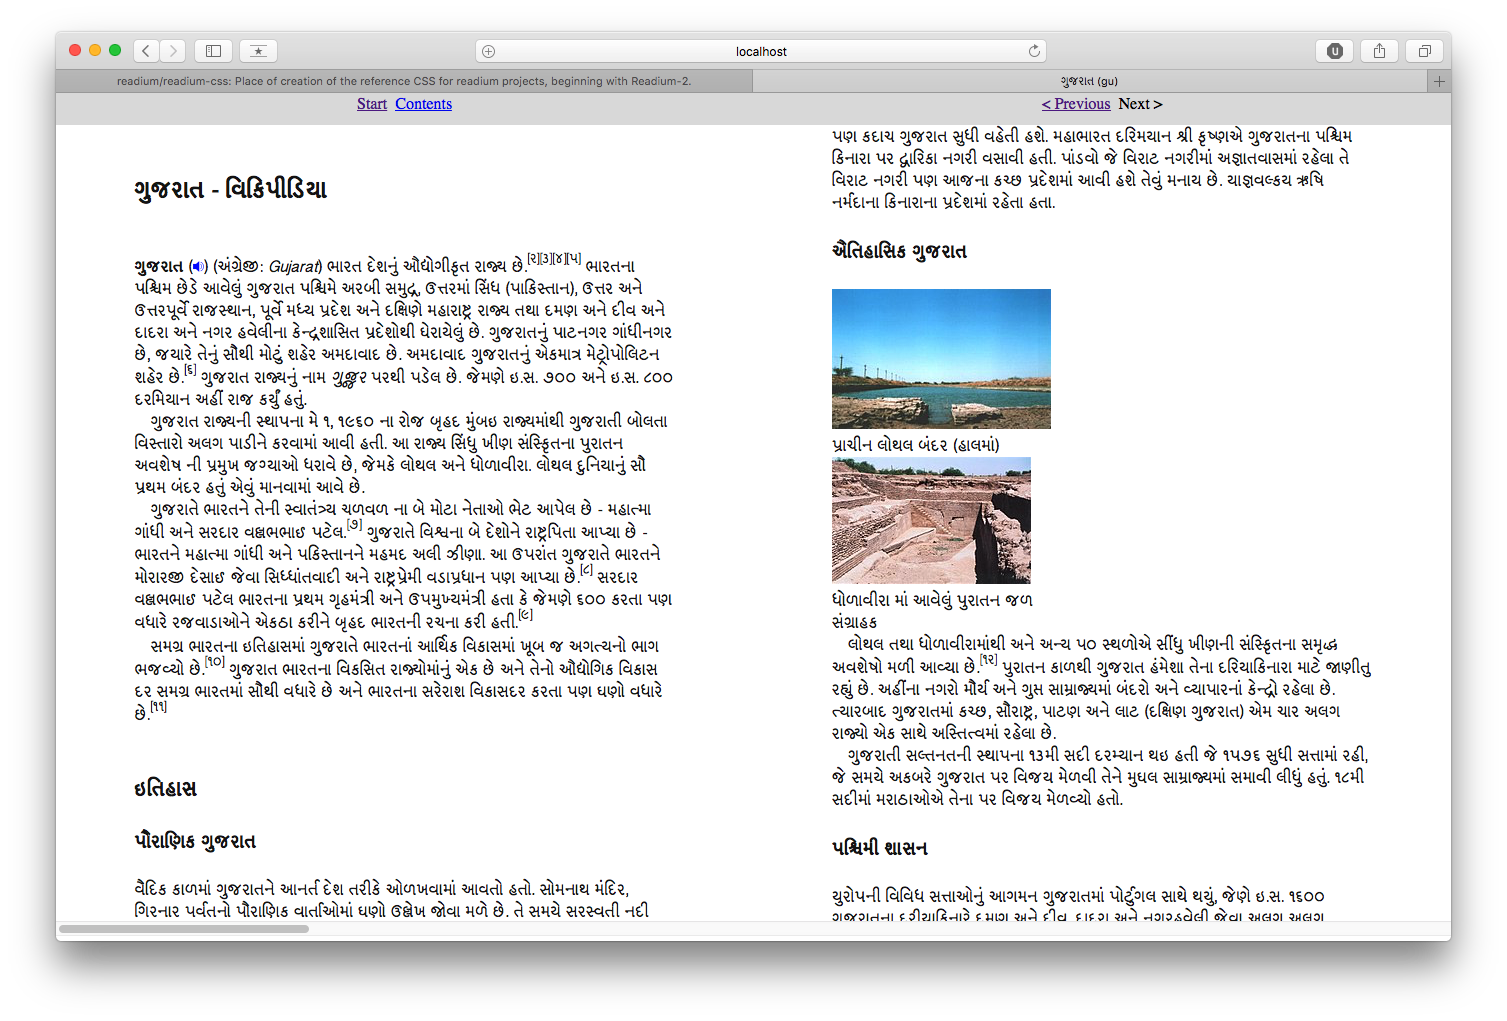 localhost
readium/readium-css: Place of creation of the reference CSS for readium projects, beginning with Readium-2.
ગુજરાત (gu)
Start Contents
< Previous Next >
ગુજરાત - વિકિપીડિયા
ગુજરાત (🔊) (અંગ્રેજી: Gujarat) ભારત દેશનું ઔદ્યોગીકૃત રાજ્ય છે.[૨][૩][૪][૫] ભારતના
પશ્ચિમ છેડે આવેલું ગુજરાત પશ્ચિમે અરબી સમુદ્ર, ઉત્તરમાં સિંધ (પાકિસ્તાન), ઉત્તર અને
ઉત્તરપૂર્વે રાજસ્થાન, પૂર્વે મધ્ય પ્રદેશ અને દક્ષિણે મહારાષ્ટ્ર રાજ્ય તથા દમણ અને દીવ અને
દાદરા અને નગર હવેલીના કેન્દ્રશાસિત પ્રદેશોથી ઘેરાયેલું છે. ગુજરાતનું પાટનગર ગાંધીનગર
છે, જયારે તેનું સૌથી મોટું શહેર અમદાવાદ છે. અમદાવાદ ગુજરાતનું એકમાત્ર મેટ્રોપોલિટન
શહેર છે.[૬] ગુજરાત રાજ્યનું નામ ગુજ્જર પરથી પડેલ છે. જેમણે ઇ.સ. ૭૦૦ અને ઇ.સ. ૮૦૦
દરમિયાન અહીં રાજ કર્યું હતું.
ગુજરાત રાજ્યની સ્થાપના મે ૧, ૧૯૬૦ ના રોજ બૃહદ મુંબઇ રાજ્યમાંથી ગુજરાતી બોલતા
વિસ્તારો અલગ પાડીને કરવામાં આવી હતી. આ રાજ્ય સિંધુ ખીણ સંસ્કૃિતના પુરાતન
અવશેષ ની પ્રમુખ જગ્યાઓ ધરાવે છે, જેમકે લોથલ અને ધોળાવીરા. લોથલ દુનિયાનું સૌ
પ્રથમ બંદર હતું એવું માનવામાં આવે છે.
ગુજરાતે ભારતને તેની સ્વાતંત્ર્ય ચળવળ ના બે મોટા નેતાઓ ભેટ આપેલ છે - મહાત્મા
ગાંધી અને સરદાર વલ્લભભાઈ પટેલ.[૭] ગુજરાતે વિશ્વના બે દેશોને રાષ્ટ્રપિતા આપ્યા છે -
ભારતને મહાત્મા ગાંધી અને પકિસ્તાનને મહમદ અલી ઝીણા. આ ઉપરાંત ગુજરાતે ભારતને
મોરારજી દેસાઈ જેવા સિધ્ધાંતવાદી અને રાષ્ટ્રપ્રેમી વડાપ્રધાન પણ આપ્યા છે.[૮] સરદાર
વલ્લભભાઈ પટેલ ભારતના પ્રથમ ગૃહમંત્રી અને ઉપમુખ્યમંત્રી હતા કે જેમણે ૬૦૦ કરતા પણ
વધારે રજવાડાઓને એકઠા કરીને બૃહદ ભારતની રચના કરી હતી.[૯]
સમગ્ર ભારતના ઇતિહાસમાં ગુજરાતે ભારતનાં આર્થિક વિકાસમાં ખૂબ જ અગત્યનો ભાગ
ભજવ્યો છે.[૧૦] ગુજરાત ભારતના વિકસિત રાજ્યોમાંનું એક છે અને તેનો ઔદ્યોગિક વિકાસ
દર સમગ્ર ભારતમાં સૌથી વધારે છે અને ભારતના સરેરાશ વિકાસદર કરતા પણ ઘણો વધારે
છે.[૧૧]
ઇતિહાસ
પૌરાણિક ગુજરાત
વૈદિક કાળમાં ગુજરાતને આનર્ત દેશ તરીકે ઓળખવામાં આવતો હતો. સોમનાથ મંદિર,
ગિરનાર પર્વતનો પૌરાણિક વાર્તાઓમાં ઘણો ઉલ્લેખ જોવા મળે છે. તે સમયે સરસ્વતી નદી
પણ કદાચ ગુજરાત સુધી વહેતી હશે. મહાભારત દરિમયાન શ્રી કૃષ્ણએ ગુજરાતના પશ્ચિમ
કિનારા પર દ્વારિકા નગરી વસાવી હતી. પાંડવો જે વિરાટ નગરીમાં અજ્ઞાતવાસમાં રહેલા તે
વિરાટ નગરી પણ આજના કચ્છ પ્રદેશમાં આવી હશે તેવું મનાય છે. યાજ્ઞવલ્કય ઋષિ
નર્મદાના કિનારાના પ્રદેશમાં રહેતા હતા.
ઐતિહાસિક ગુજરાત
પ્રાચીન લોથલ બંદર (હાલમાં)
ધોળાવીરા માં આવેલું પુરાતન જળ
સંગ્રાહક
લોથલ તથા ધોળાવીરામાંથી અને અન્ય ૫૦ સ્થળોએ સીંધુ ખીણની સંસ્કૃિતના સમૃદ્ધ
અવશેષો મળી આવ્યા છે.[૧૨] પુરાતન કાળથી ગુજરાત હંમેશા તેના દરિયાકિનારા માટે જાણીતુ
રહ્યું છે. અહીંના નગરો મૌર્ય અને ગુપ્ત સામ્રાજ્યમાં બંદરો અને વ્યાપારનાં કેન્દ્રો રહેલા છે.
ત્યારબાદ ગુજરાતમાં કચ્છ, સૌરાષ્ટ્ર, પાટણ અને લાટ (દક્ષિણ ગુજરાત) એમ ચાર અલગ
રાજ્યો એક સાથે અસ્તિત્વમાં રહેલા છે.
ગુજરાતી સલ્તનતની સ્થાપના ૧૩મી સદી દરમ્યાન થઇ હતી જે ૧૫૭૬ સુધી સત્તામાં રહી,
જે સમયે અકબરે ગુજરાત પર વિજય મેળવી તેને મુઘલ સામ્રાજ્યમાં સમાવી લીધું હતું. ૧૮મી
સદીમાં મરાઠાઓએ તેના પર વિજય મેળવ્યો હતો.
પશ્ચિમી શાસન
યુરોપની વિવિધ સત્તાઓનું આગમન ગુજરાતમાં પોર્ટુગલ સાથે થયું, જેણે ઇ.સ. ૧૬૦૦
ગુજરાતના દરીયાકિનારે દમણ અને દીવ, દાદરા અને નગરહવેલી જેવા અલગ અલગ